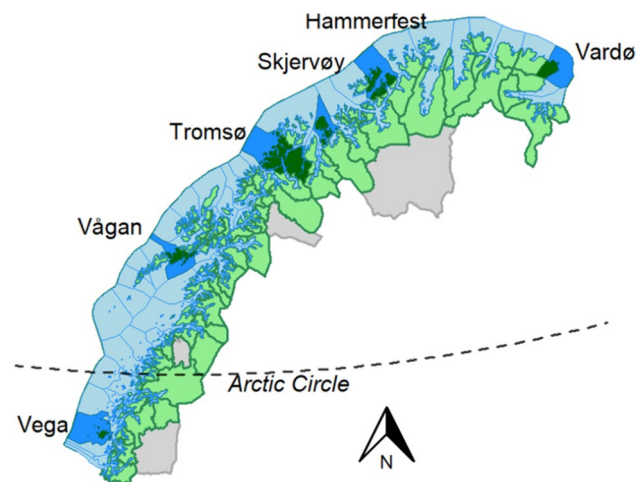 Hammerfest
Skjervøy
Vardø
Tromsø
Vågan
Arctic Circle
Vega
N